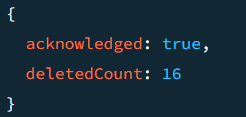 {
  acknowledged: true,
  deletedCount: 16
}